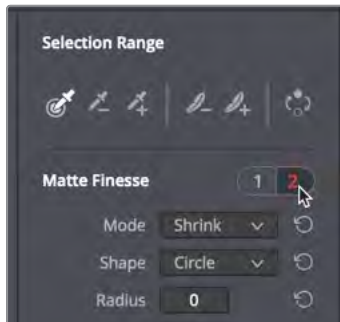 Selection Range
Matte Finesse 1 2
Mode Shrink
Shape Circle
Radius 0